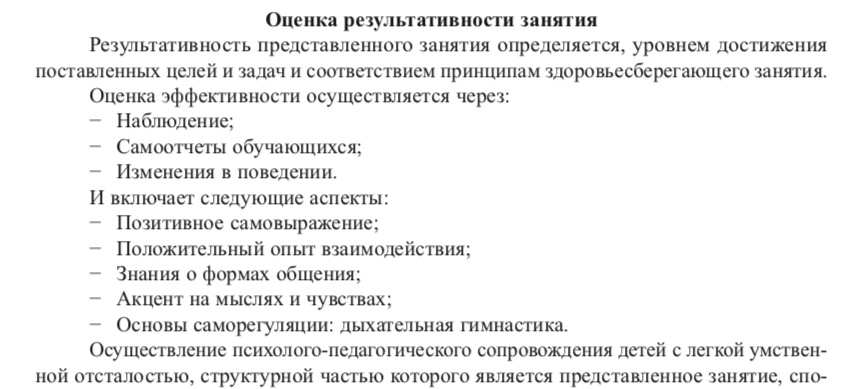 Оценка результативности занятия
Результативность представленного занятия определяется, уровнем достижения
поставленных целей и задач и соответствием принципам здоровьесберегающего занятия.
Оценка эффективности осуществляется через:
− Наблюдение;
− Самоотчеты обучающихся;
− Изменения в поведении.
И включает следующие аспекты:
− Позитивное самовыражение;
− Положительный опыт взаимодействия;
− Знания о формах общения;
− Акцент на мыслях и чувствах;
− Основы саморегуляции: дыхательная гимнастика.
Осуществление психолого-педагогического сопровождения детей с легкой умствен-
ной отсталостью, структурной частью которого является представленное занятие, спо-